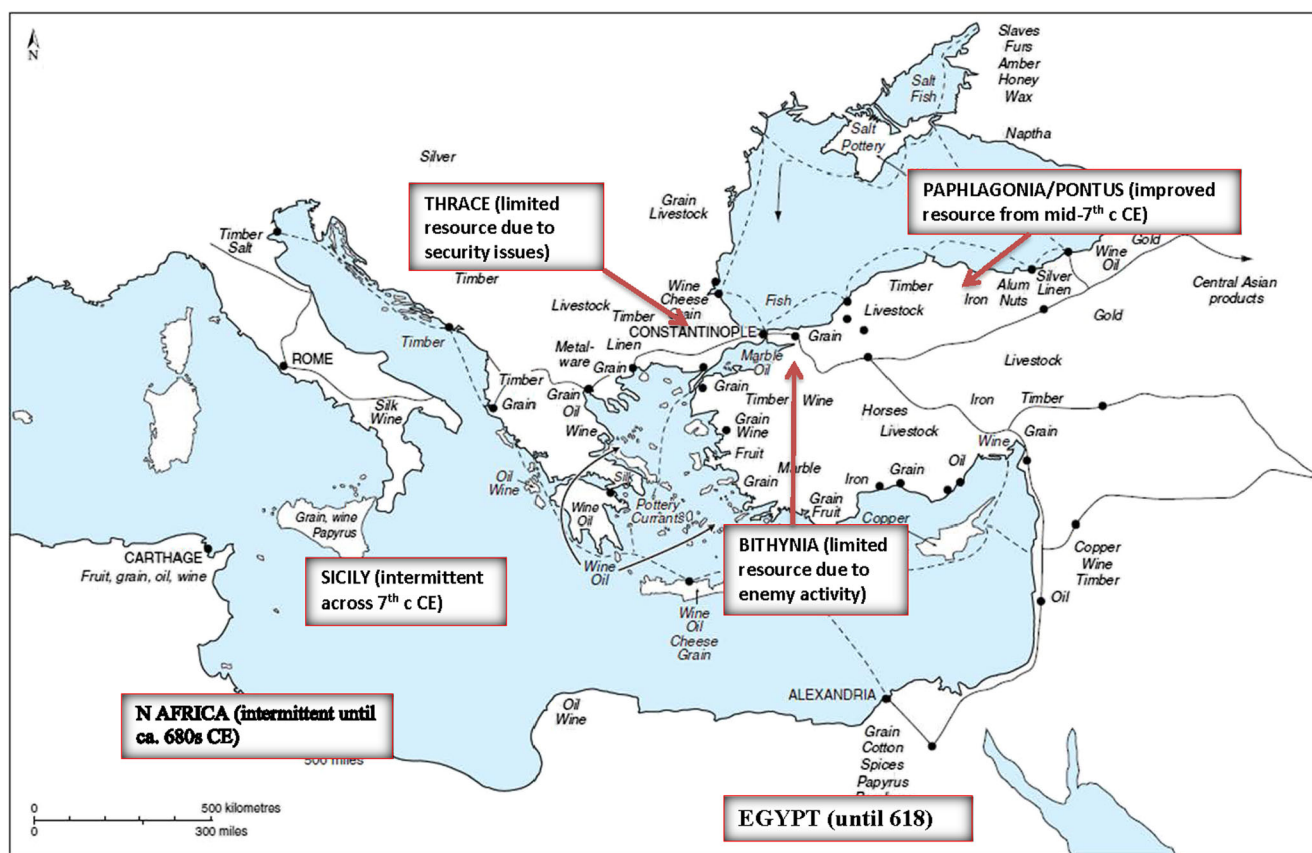 N
Slaves
Furs
Amber
Honey
Wax
Salt
Fish
Salt
Pottery
Naptha
Silver
Grain
Livestock
THRACE (limited
resource due to
security issues)
PAPHLAGONIA/PONTUS (improved
resource from mid-7th c CE)
Timber
Salt
Timber
Gold
Wine
Oil
Silver
Linen
Alum
Nuts
Iron
Timber
Livestock
Central Asian
products
Gold
Wine
Cheese
Grain
Fish
Livestock
Timber
Linen
CONSTANTINOPLE
Grain
Timber
Metal-
ware
Grain
Marble
Oil
ROME
Timber
Grain
Grain
Oil
Wine
Grain
Timber
Wine
Livestock
Silk
Wine
Grain
Wine
Fruit
Horses
Livestock
Iron
Timber
Wine
Grain
Oil
Wine
Silk
Marble
Grain
Iron
Grain
Oil
Grain, wine
Papyrus
Wine
Oil
Pottery
Currants
Grain
Fruit
Copper
CARTHAGE
Fruit, grain, oil, wine
SICILY (intermittent
across 7th c CE)
Wine
Oil
BITHYNIA (limited
resource due to
enemy activity)
Copper
Wine
Timber
Oil
Wine
Oil
Cheese
Grain
N AFRICA (intermittent until
ca. 680s CE)
500 miles
Oil
Wine
ALEXANDRIA
Grain
Cotton
Spices
Papyrus
EGYPT (until 618)
0 500 kilometres
0 300 miles